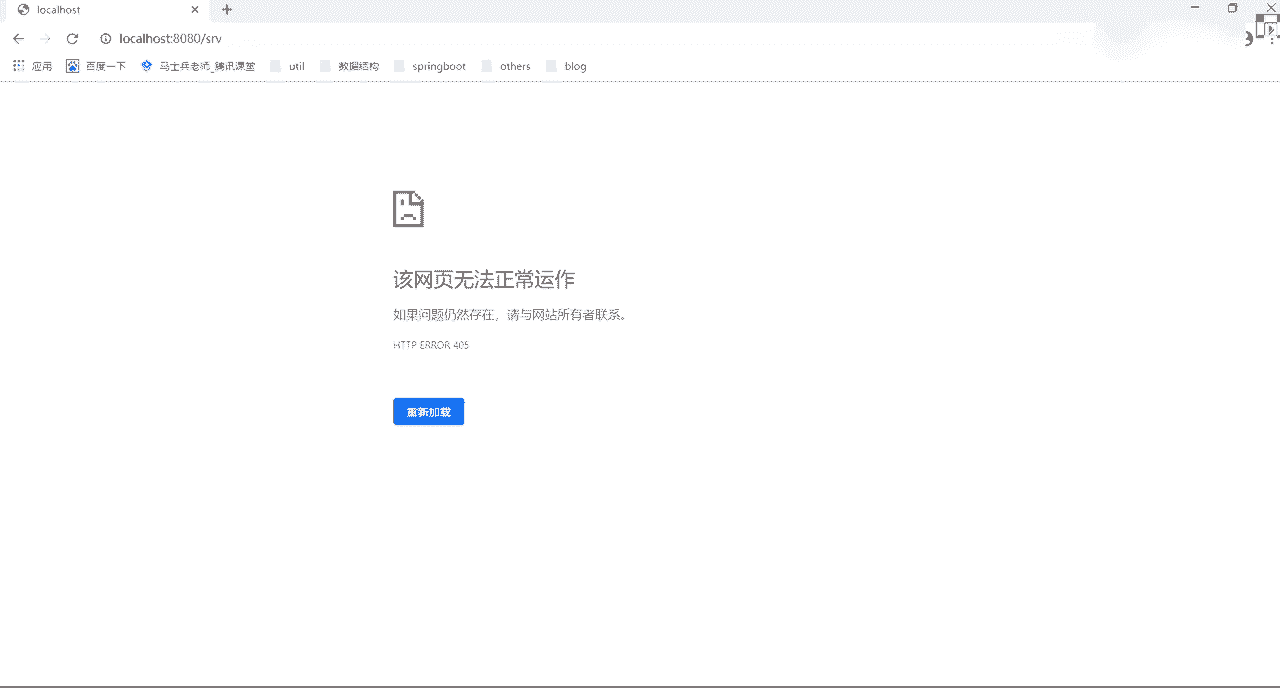 localhost
localhost:8080/srv
应用 百度一下 马士兵老师_腾讯课堂 util 数据结构 springboot others blog
该网页无法正常运作
如果问题仍然存在，请与网站所有者联系。
HTTP ERROR 405
重新加载